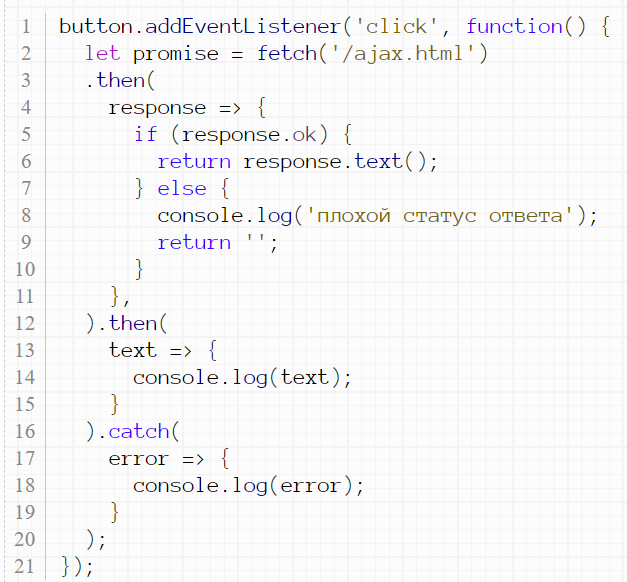 1 button.addEventListener('click', function() {
2   let promise = fetch('/ajax.html')
3   .then(
4     response => {
5       if (response.ok) {
6         return response.text();
7       } else {
8         console.log('плохой статус ответа');
9         return '';
10       }
11     },
12   ).then(
13     text => {
14       console.log(text);
15     }
16   ).catch(
17     error => {
18       console.log(error);
19     }
20   );
21 });